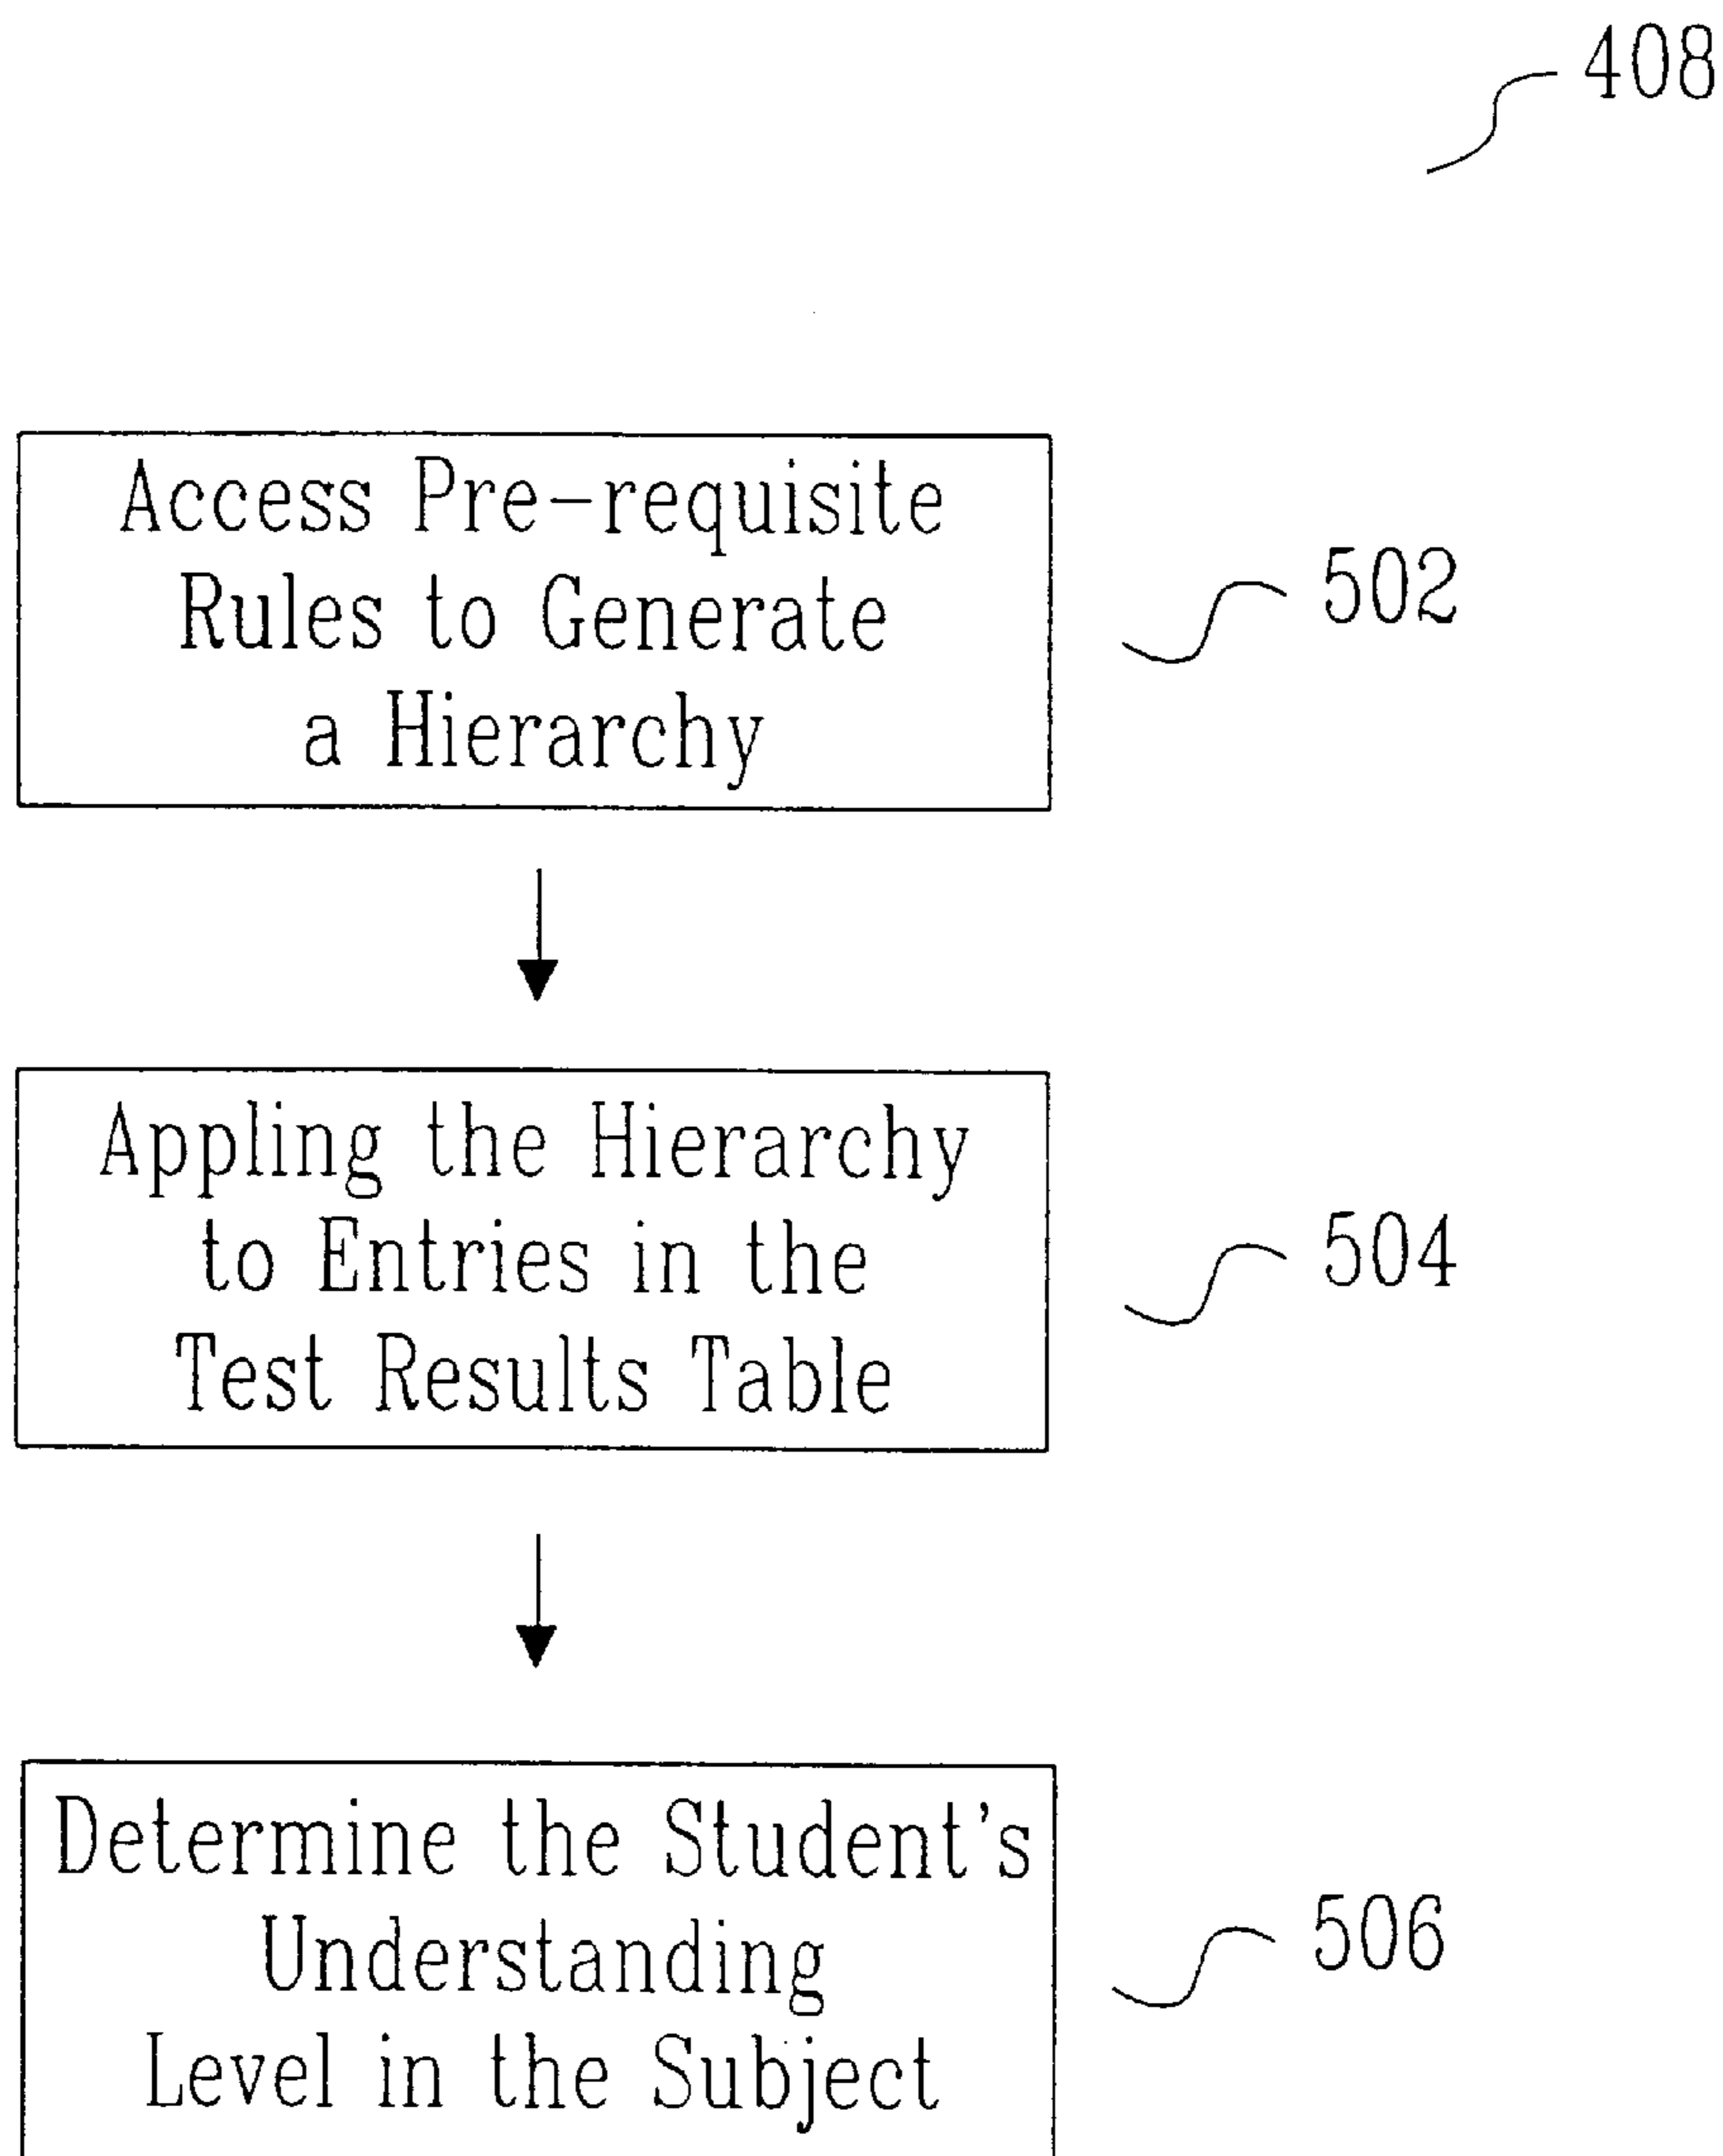 408
Access Pre-requisite
Rules to Generate
a Hierarchy
502
Appling the Hierarchy
to Entries in the
Test Results Table
504
Determine the Student's
Understanding
Level in the Subject
506